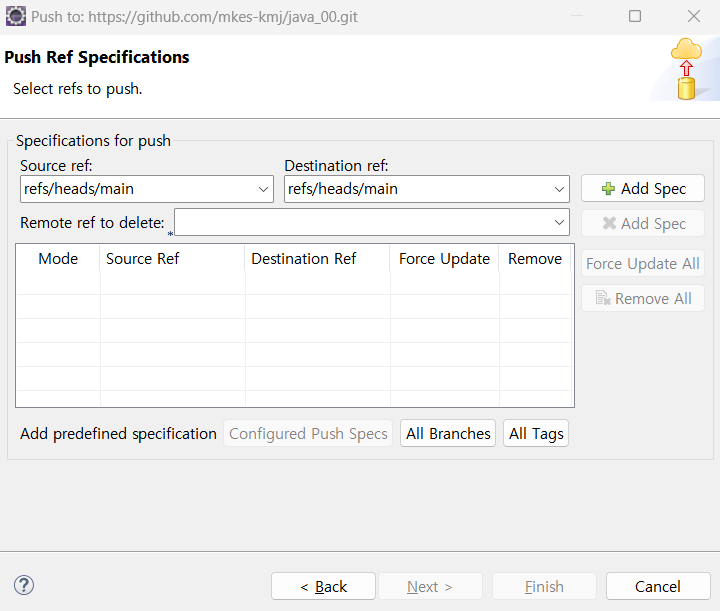 Push to: https://github.com/mkes-kmj/java_00.git
Push Ref Specifications
Select refs to push.
Specifications for push
Source ref:
Destination ref:
refs/heads/main
refs/heads/main
Add Spec
Remote ref to delete:
Add Spec
Mode Source Ref Destination Ref Force Update Remove
Force Update All
Remove All
Add predefined specification Configured Push Specs All Branches All Tags
? < Back Next > Finish Cancel